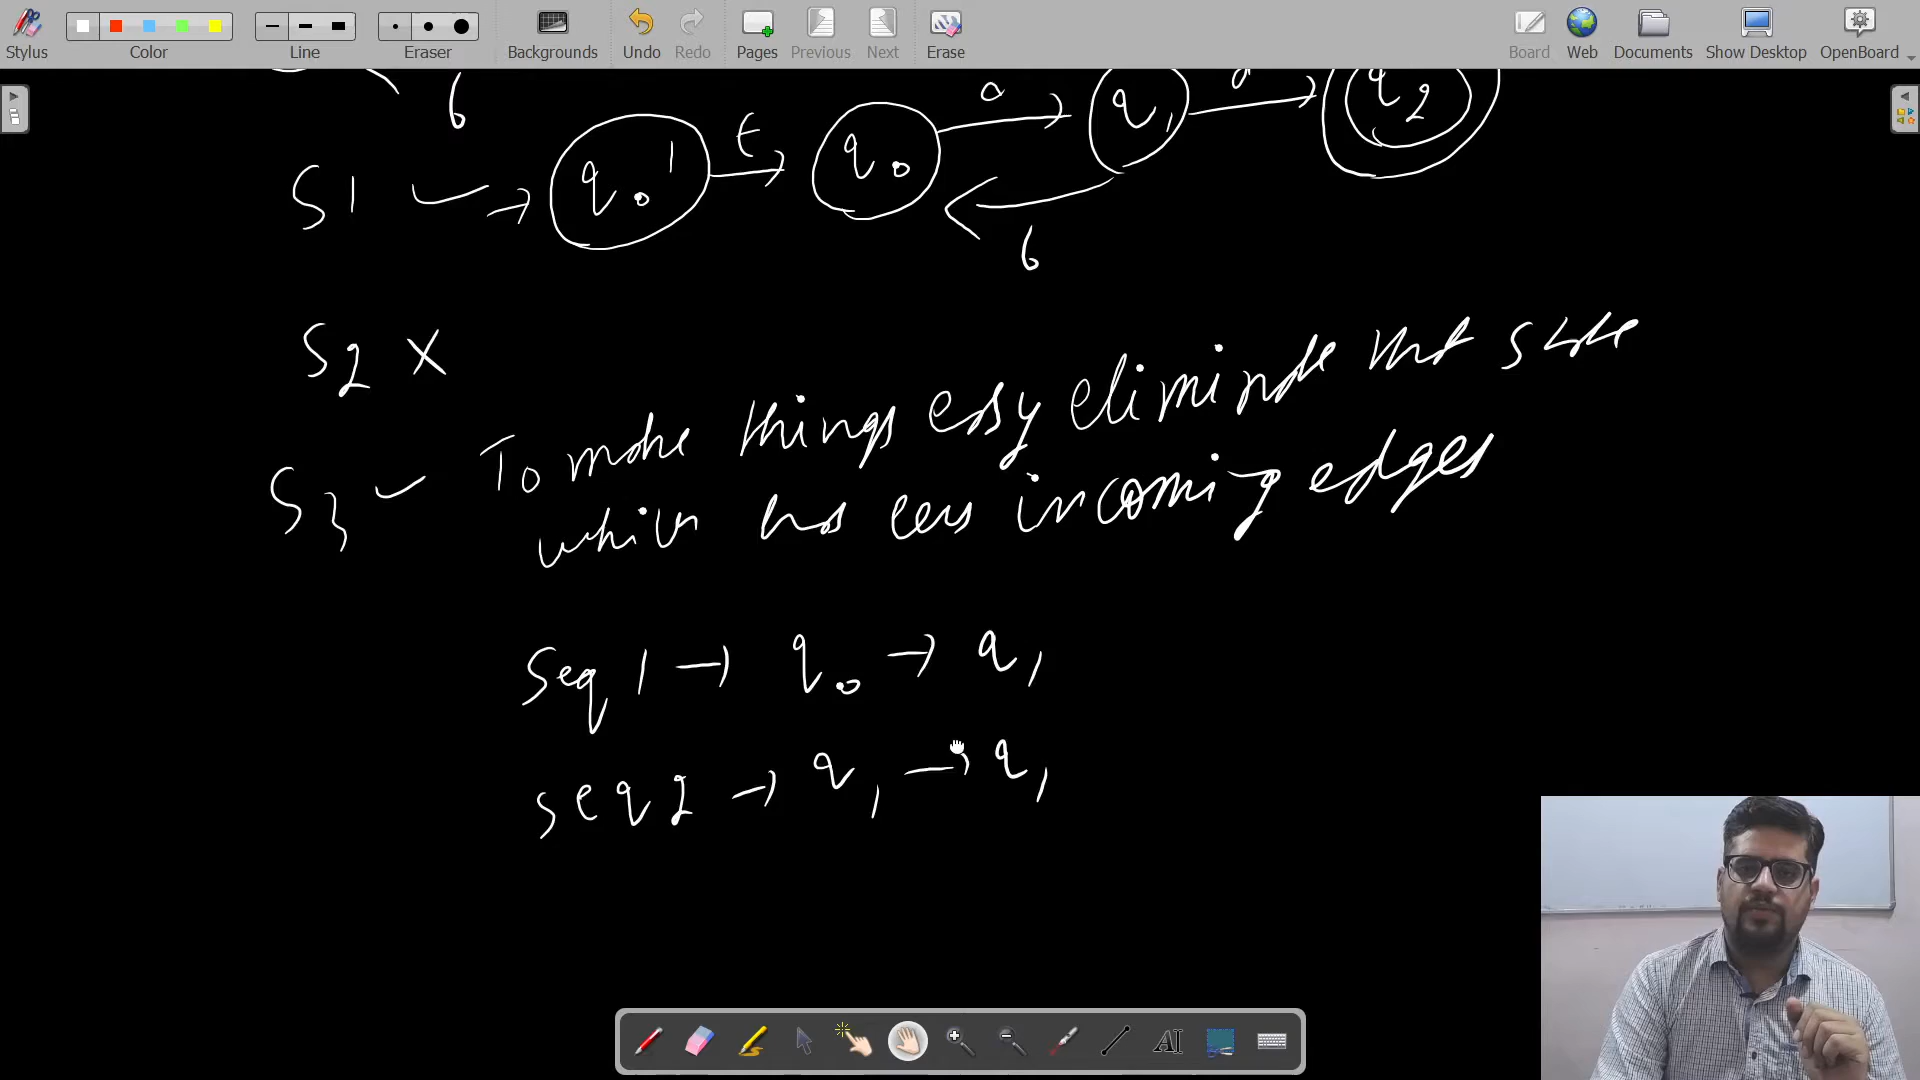 Stylus Color Line Eraser Backgrounds Undo Redo Pages Previous Next Erase Board Web Documents Show Desktop OpenBoard
b
a
q1
q2
ε
q0'
q0
S1
b
S2 X
S3 To make things easy eliminate that state
which has less incoming edges
Seq 1 → q0 → q1
seq 2 → q1 → q1
AI